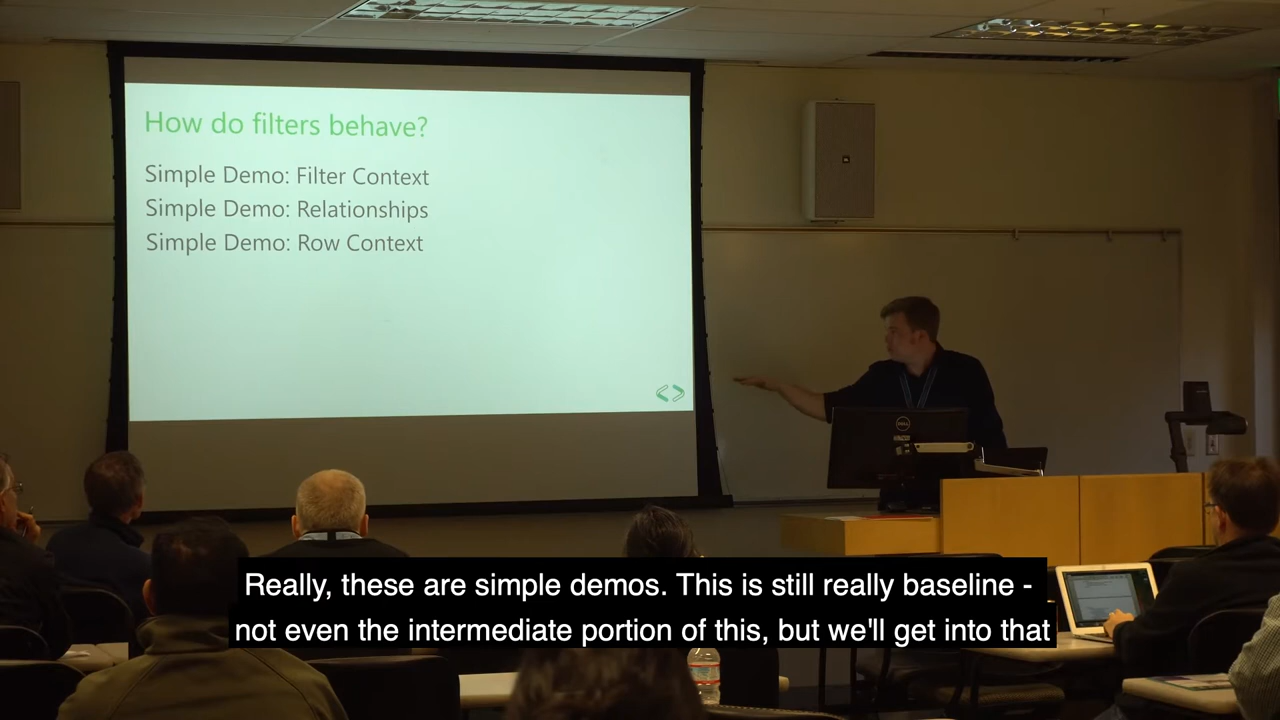 How do filters behave?
Simple Demo: Filter Context
Simple Demo: Relationships
Simple Demo: Row Context
DELL
Really, these are simple demos. This is still really baseline -
not even the intermediate portion of this, but we'll get into that